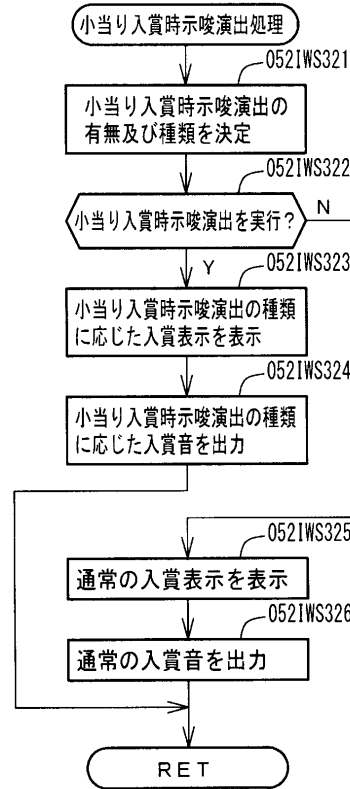 小当り入賞時示唆演出処理
052IWS321
小当り入賞時示唆演出の
有無及び種類を決定
052IWS322
小当り入賞時示唆演出を実行?
N
Y
052IWS323
小当り入賞時示唆演出の種類
に応じた入賞表示を表示
052IWS324
小当り入賞時示唆演出の種類
に応じた入賞音を出力
052IWS325
通常の入賞表示を表示
052IWS326
通常の入賞音を出力
RET